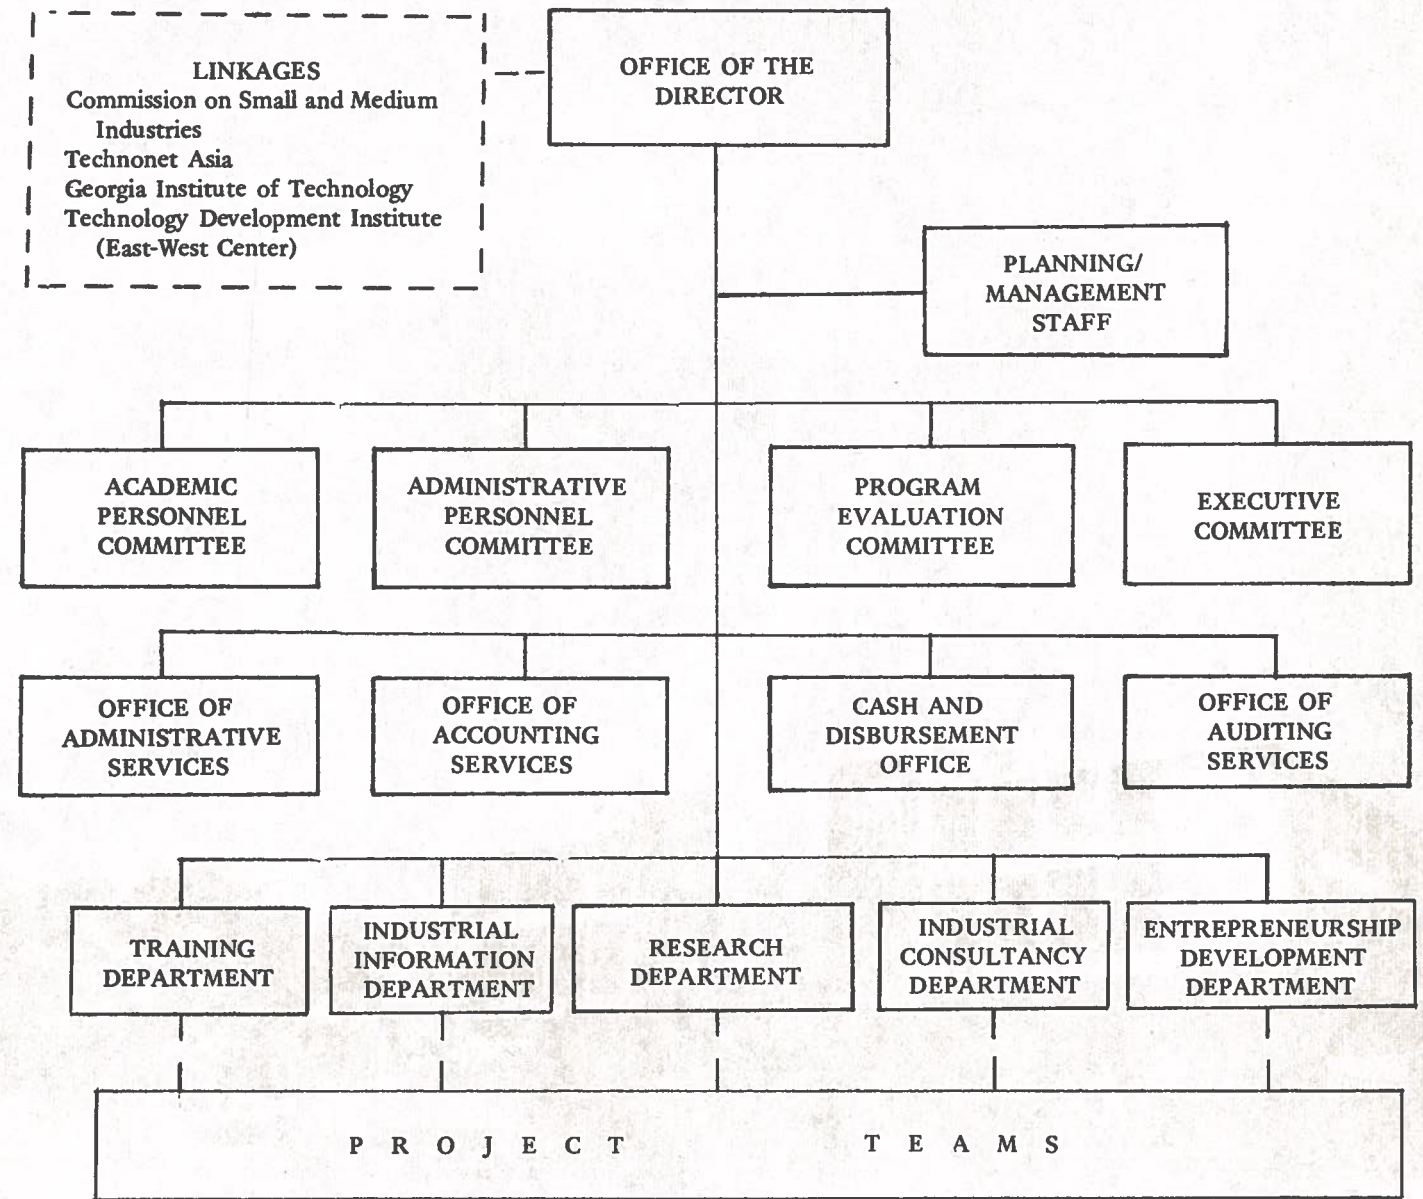 LINKAGES
Commission on Small and Medium
Industries
Technonet Asia
Georgia Institute of Technology
Technology Development Institute
(East-West Center)
OFFICE OF THE
DIRECTOR
PLANNING/
MANAGEMENT
STAFF
ACADEMIC
PERSONNEL
COMMITTEE
ADMINISTRATIVE
PERSONNEL
COMMITTEE
PROGRAM
EVALUATION
COMMITTEE
EXECUTIVE
COMMITTEE
OFFICE OF
ADMINISTRATIVE
SERVICES
OFFICE OF
ACCOUNTING
SERVICES
CASH AND
DISBURSEMENT
OFFICE
OFFICE OF
AUDITING
SERVICES
TRAINING
DEPARTMENT
INDUSTRIAL
INFORMATION
DEPARTMENT
RESEARCH
DEPARTMENT
INDUSTRIAL
CONSULTANCY
DEPARTMENT
ENTREPRENEURSHIP
DEVELOPMENT
DEPARTMENT
PROJECT TEAMS